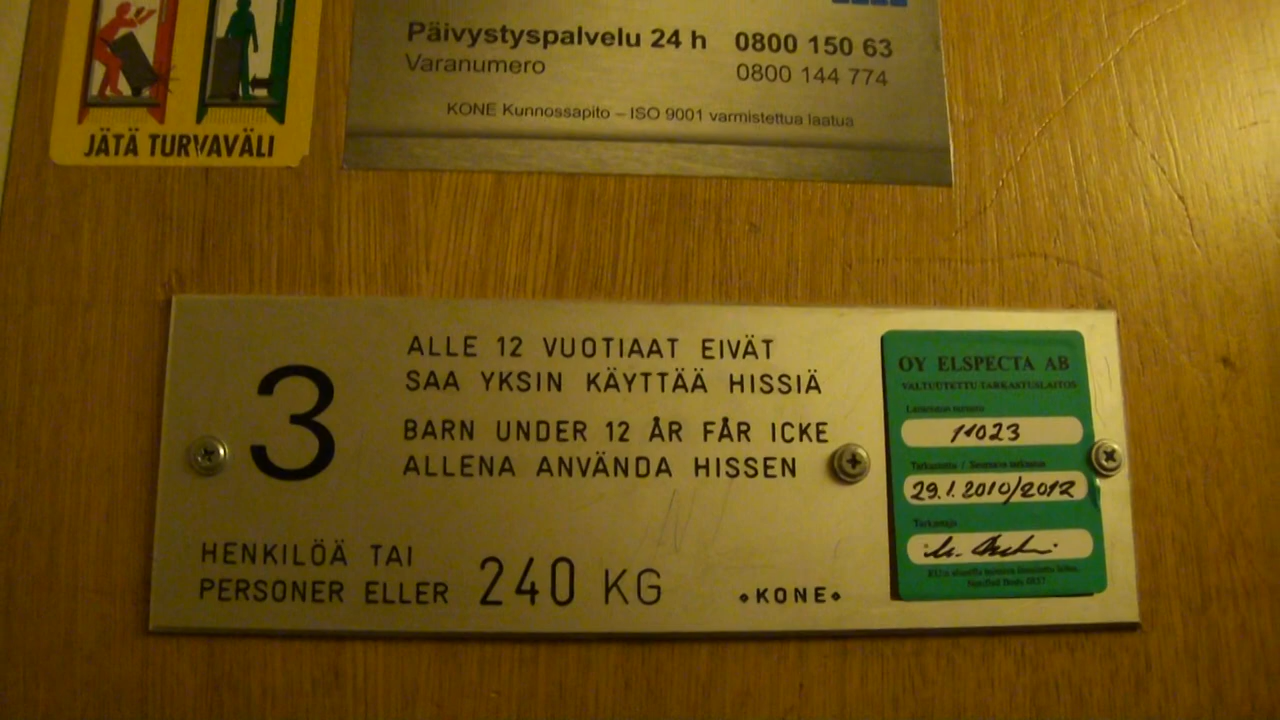 Päivystyspalvelu 24 h 0800 150 63
Varanumero 0800 144 774
KONE Kunnossapito – ISO 9001 varmistettua laatua
JÄTÄ TURVAVÄLI
3
ALLE 12 VUOTIAAT EIVÄT
SAA YKSIN KÄYTTÄÄ HISSIÄ
BARN UNDER 12 ÅR FÅR ICKE
ALLENA ANVÄNDA HISSEN
HENKILÖÄ TAI
PERSONER ELLER 240 KG
KONE
OY ELSPECTA AB
VALTUUTETTU TARKASTUSLAITOS
Laitteiston numero
11023
Tarkastettu / Seuraava tarkastus
29.1.2010/2012
Tarkastaja